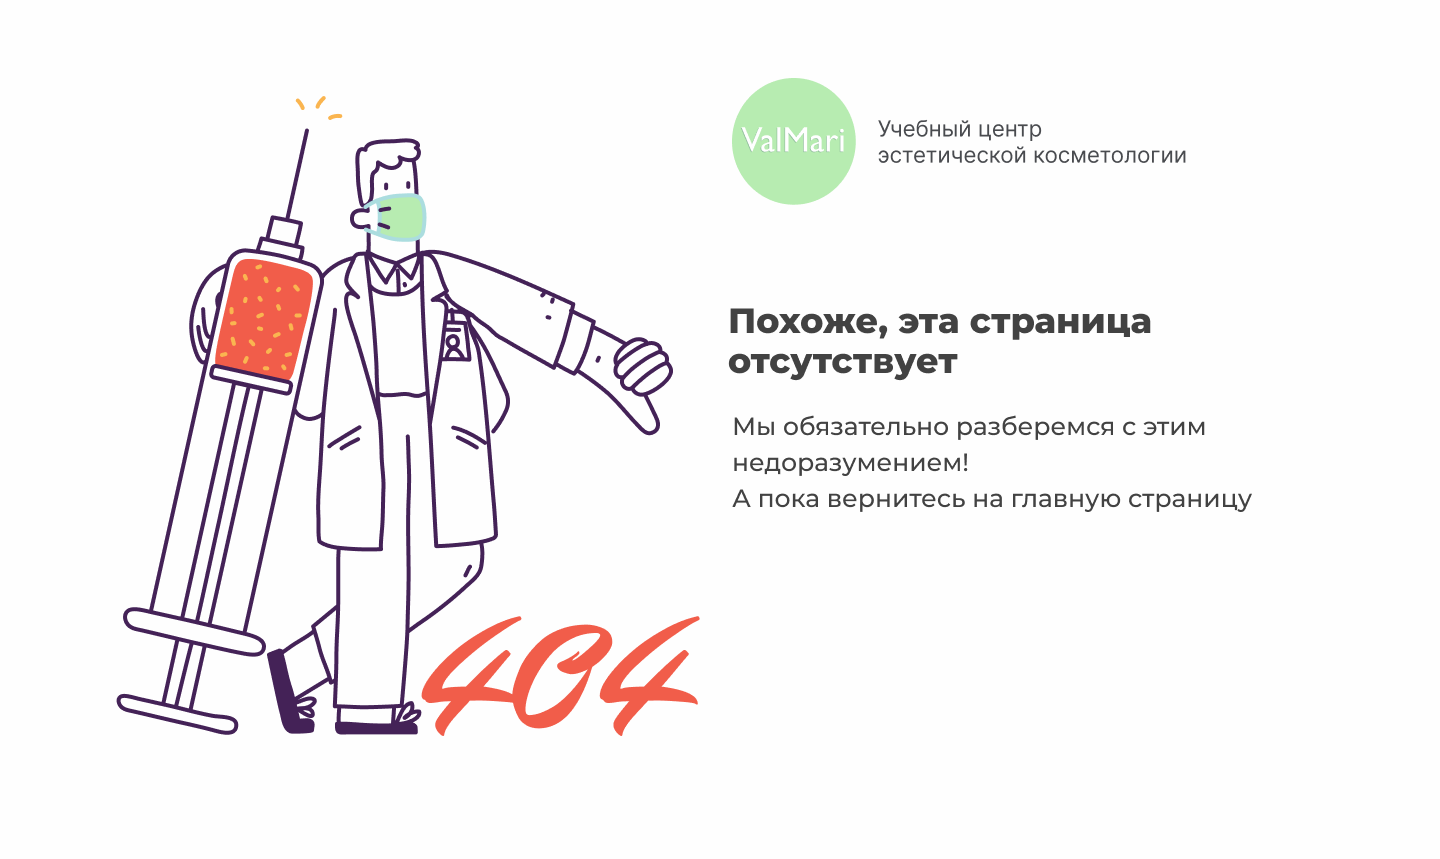 ValMari
Учебный центр
эстетической косметологии
Похоже, эта страница
отсутствует
Мы обязательно разберемся с этим
недоразумением!
А пока вернитесь на главную страницу
404